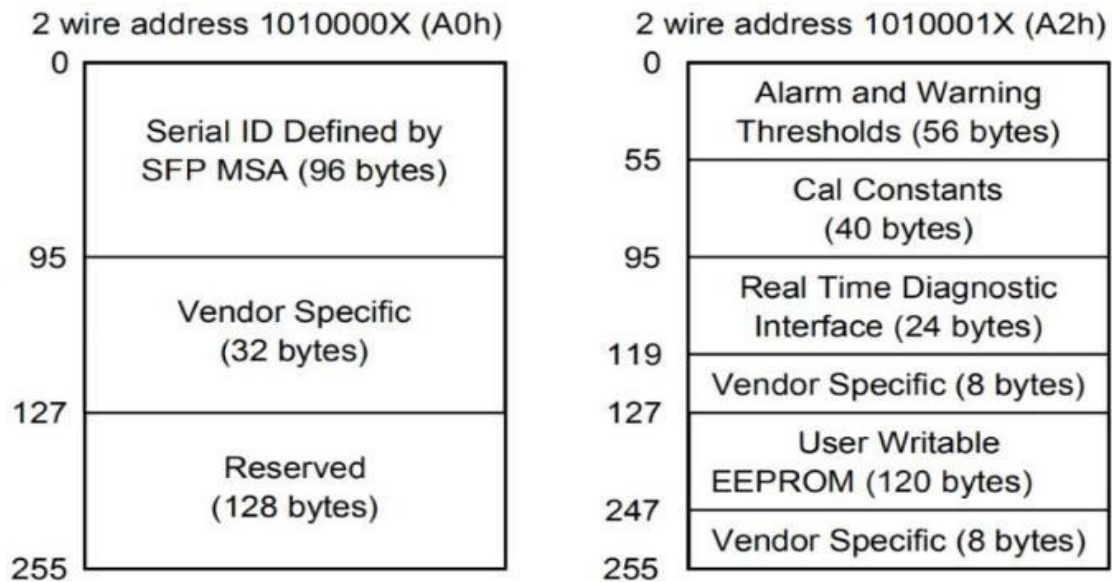 2 wire address 1010000X (A0h)
0
Serial ID Defined by
SFP MSA (96 bytes)
95
Vendor Specific
(32 bytes)
127
Reserved
(128 bytes)
255
2 wire address 1010001X (A2h)
0
Alarm and Warning
Thresholds (56 bytes)
55
Cal Constants
(40 bytes)
95
Real Time Diagnostic
Interface (24 bytes)
119
Vendor Specific (8 bytes)
127
User Writable
EEPROM (120 bytes)
247
Vendor Specific (8 bytes)
255